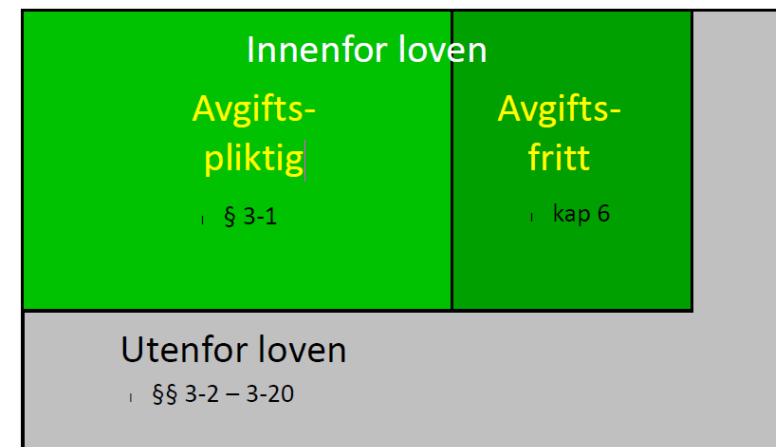 Innenfor loven
Avgifts-
pliktig
§ 3-1
Avgifts-
fritt
kap 6
Utenfor loven
§§ 3-2 – 3-20